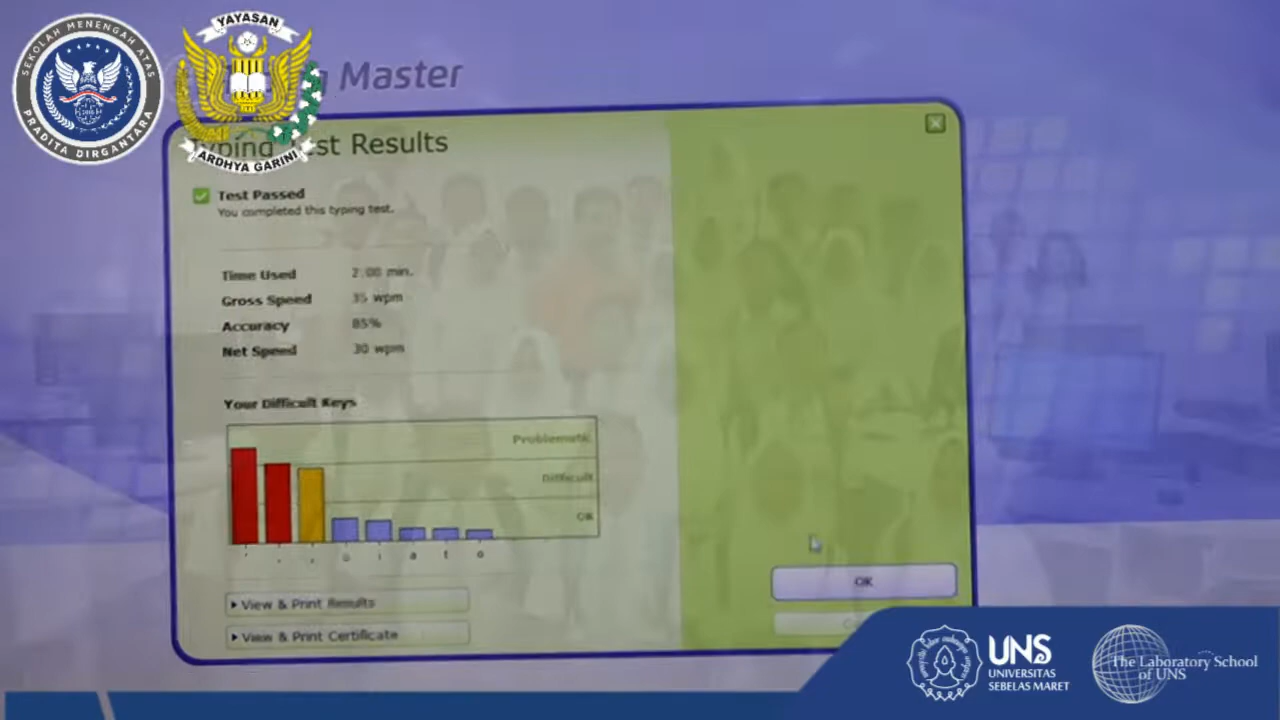 SEKOLAH MENENGAH ATAS
PRADITA DIRGANTARA
YAYASAN
ARDHYA GARINI
Master
Typing Test Results
Test Passed
You completed this typing test.
Time Used 2:00 min.
Gross Speed 35 wpm
Accuracy 85%
Net Speed 30 wpm
Your Difficult Keys
Problematic
Difficult
OK
i a t o
View & Print Results
View & Print Certificate
OK
UNS
UNIVERSITAS
SEBELAS MARET
The Laboratory School
of UNS